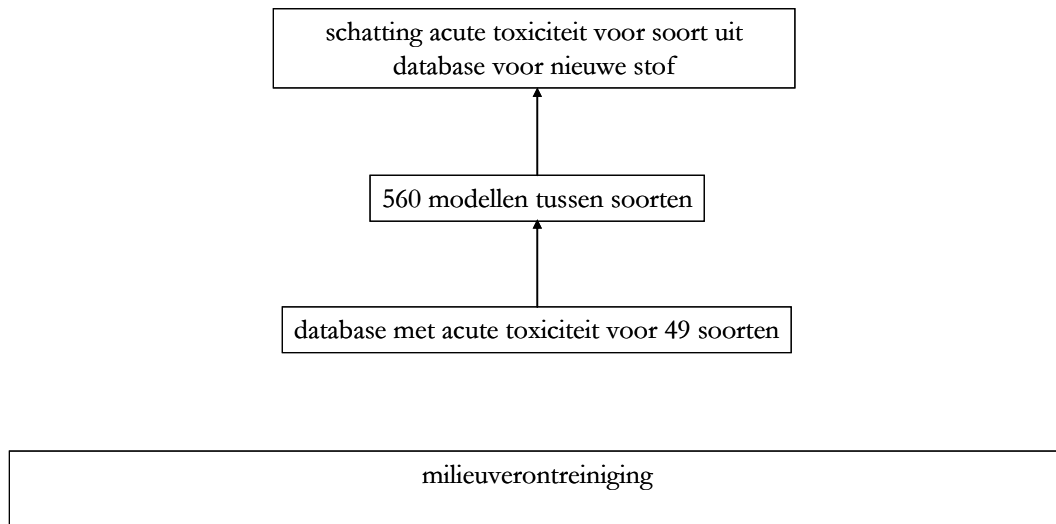 schatting acute toxiciteit voor soort uit
database voor nieuwe stof
560 modellen tussen soorten
database met acute toxiciteit voor 49 soorten
milieuverontreiniging